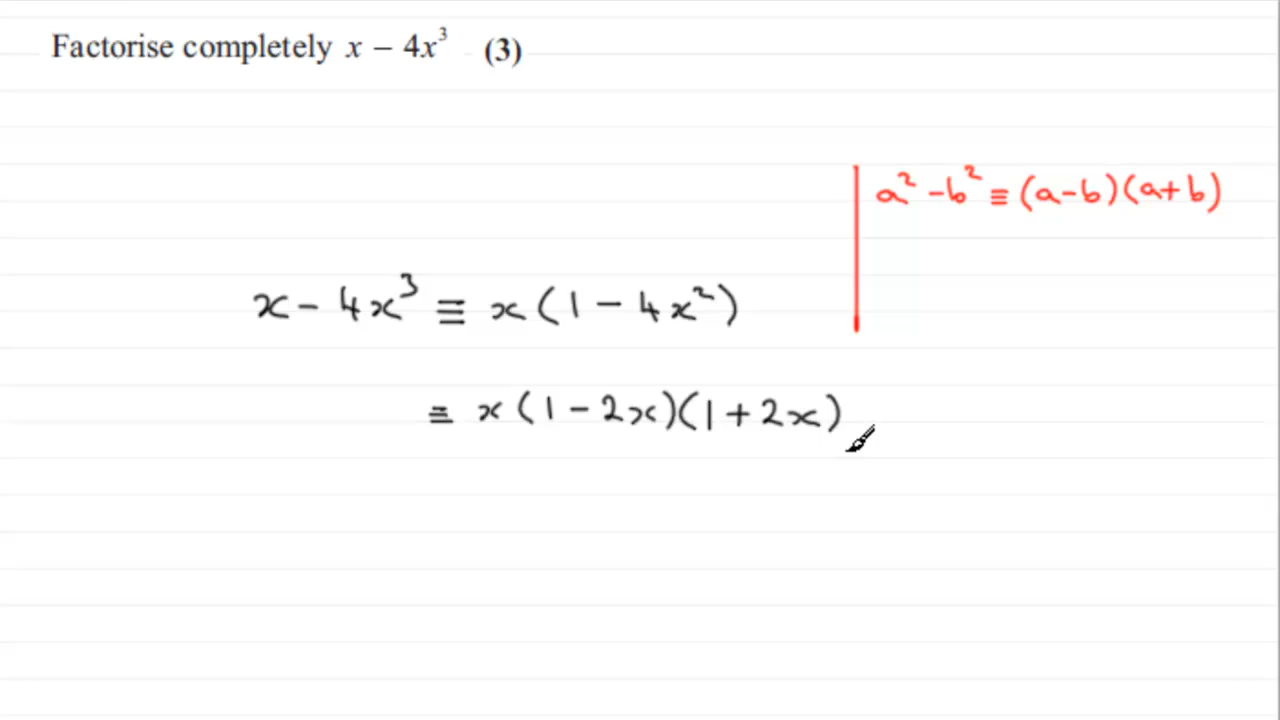 Factorise completely x − 4x³ (3)
a² − b² ≡ (a − b)(a + b)
x − 4x³ ≡ x(1 − 4x²)
≡ x(1 − 2x)(1 + 2x)